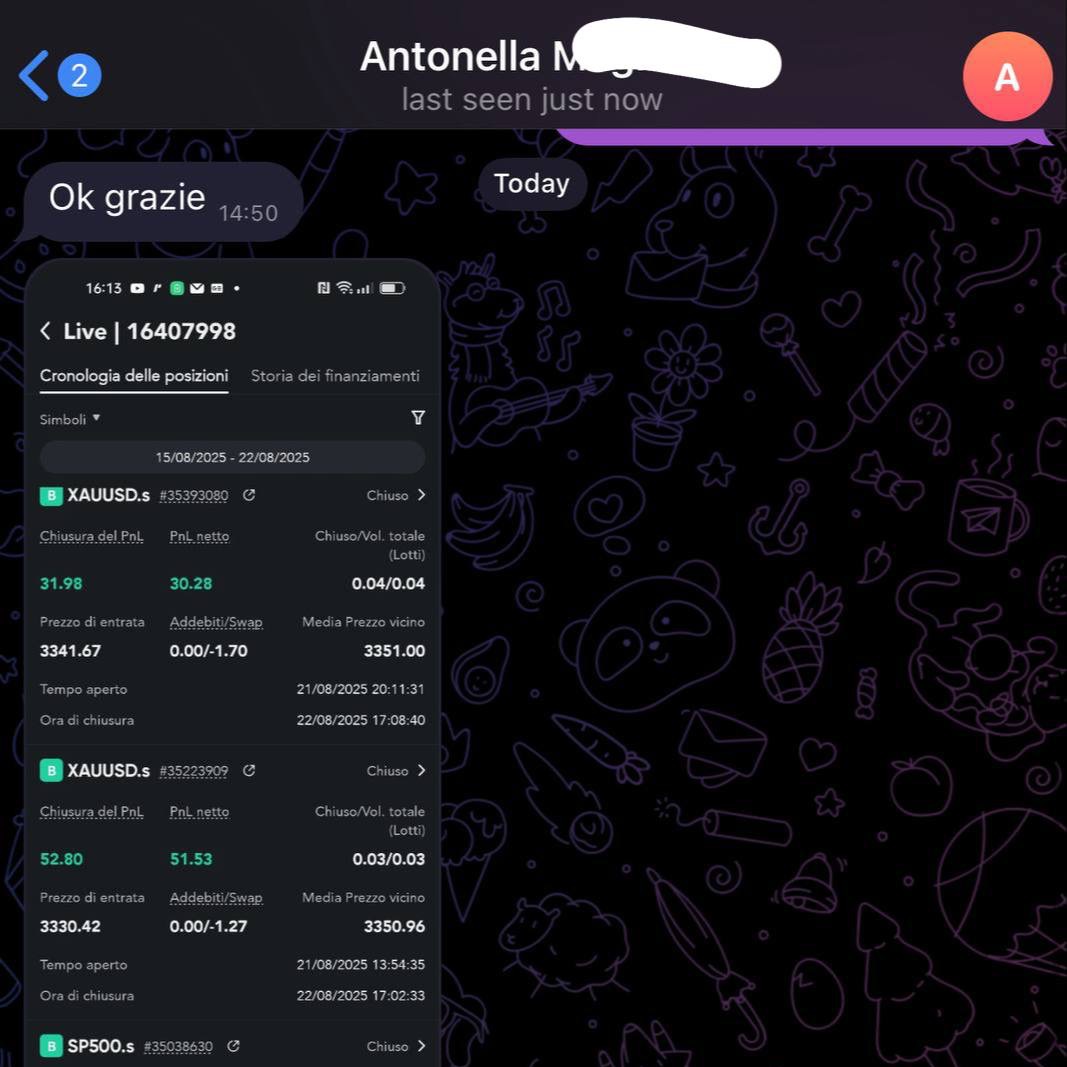 2
Antonella
last seen just now
Today
Ok grazie 14:50
16:13
Live | 16407998
Cronologia delle posizioni Storia dei finanziamenti
Simboli
15/08/2025 - 22/08/2025
B XAUUSD.s #35393080 Chiuso
Chiusura del PnL PnL netto Chiuso/Vol. totale
(Lotti)
31.98 30.28 0.04/0.04
Prezzo di entrata Addebiti/Swap Media Prezzo vicino
3341.67 0.00/-1.70 3351.00
Tempo aperto 21/08/2025 20:11:31
Ora di chiusura 22/08/2025 17:08:40
B XAUUSD.s #35223909 Chiuso
Chiusura del PnL PnL netto Chiuso/Vol. totale
(Lotti)
52.80 51.53 0.03/0.03
Prezzo di entrata Addebiti/Swap Media Prezzo vicino
3330.42 0.00/-1.27 3350.96
Tempo aperto 21/08/2025 13:54:35
Ora di chiusura 22/08/2025 17:02:33
B SP500.s #35038630 Chiuso
A